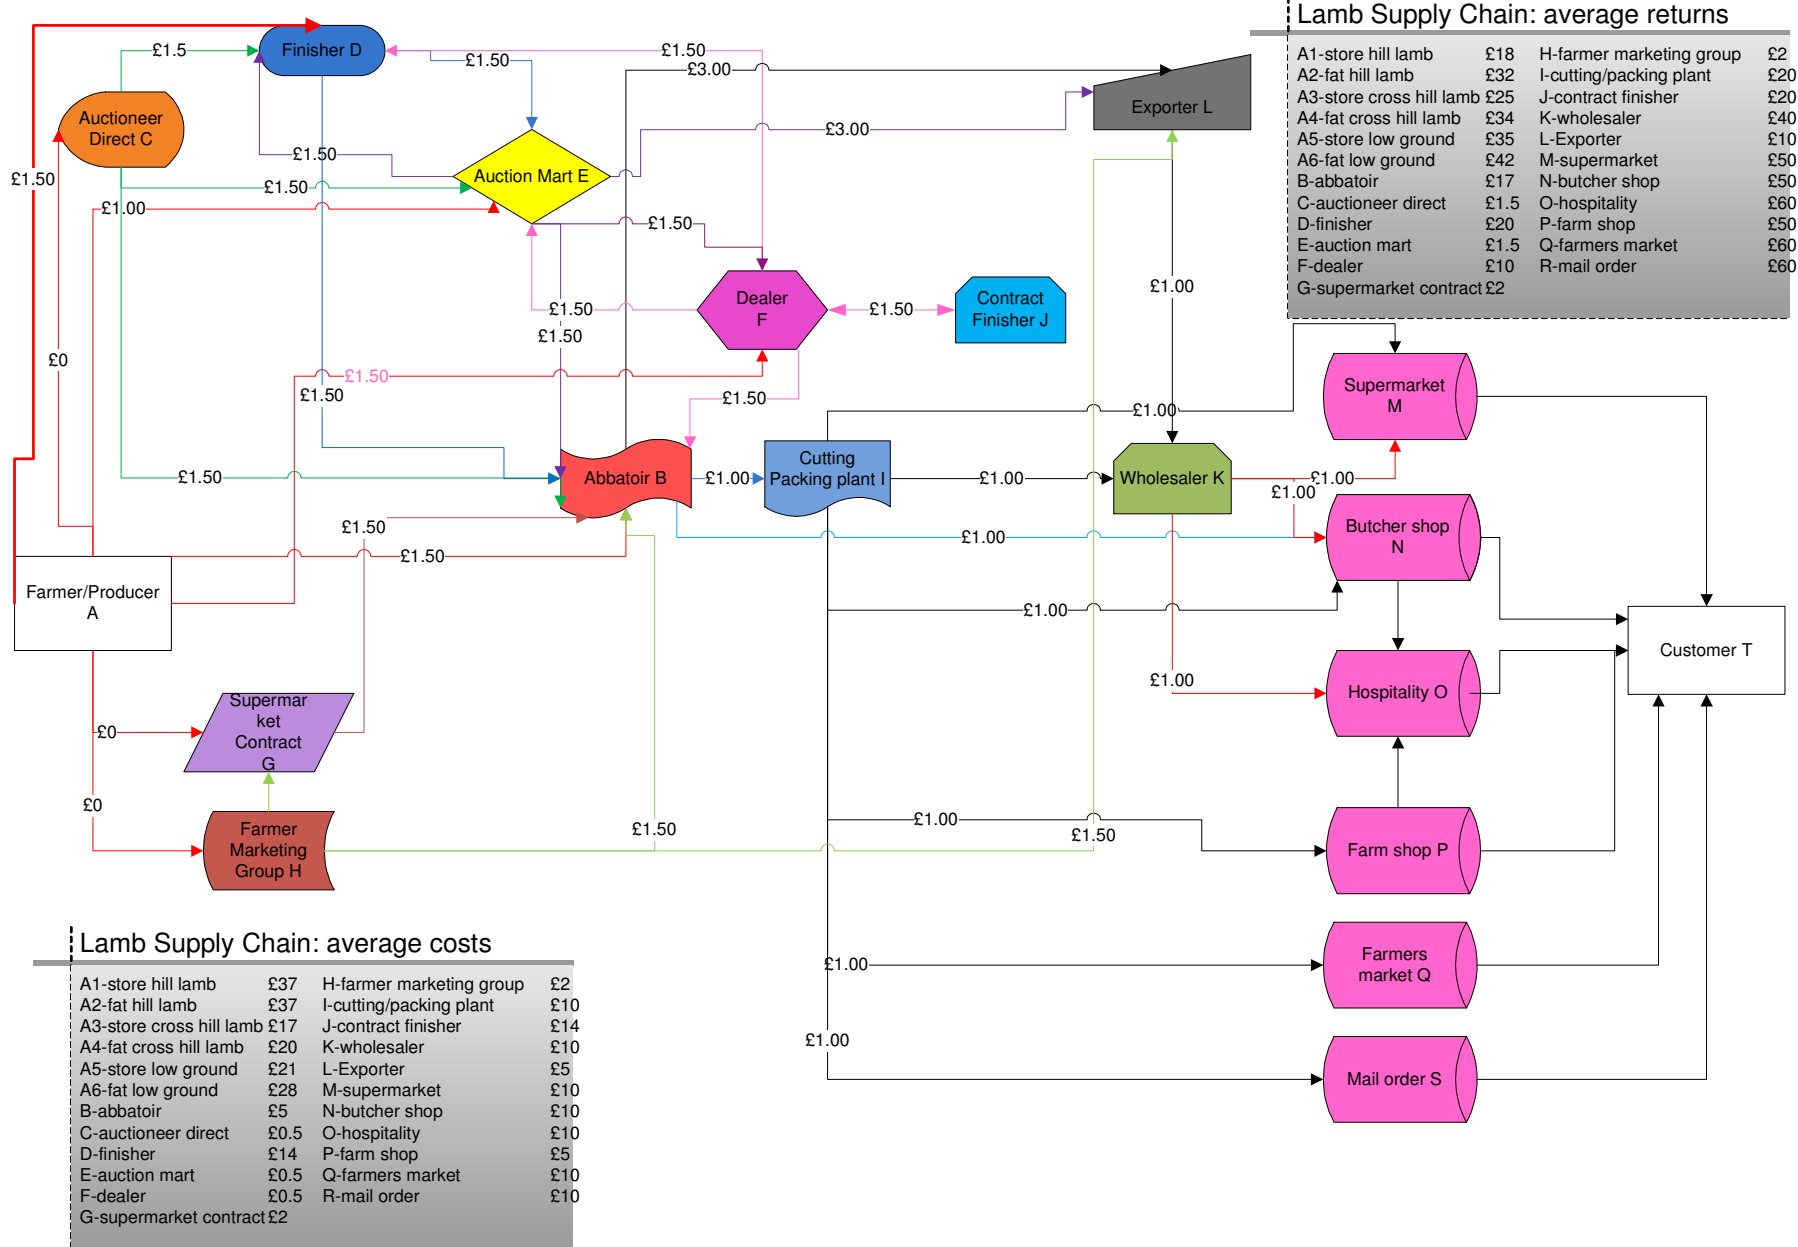 Lamb Supply Chain: average returns
A1-store hill lamb £18 H-farmer marketing group £2
A2-fat hill lamb £32 I-cutting/packing plant £20
A3-store cross hill lamb £25 J-contract finisher £20
A4-fat cross hill lamb £34 K-wholesaler £40
A5-store low ground £35 L-Exporter £10
A6-fat low ground £42 M-supermarket £50
B-abbatoir £17 N-butcher shop £50
C-auctioneer direct £1.5 O-hospitality £60
D-finisher £20 P-farm shop £50
E-auction mart £1.5 Q-farmers market £60
F-dealer £10 R-mail order £60
G-supermarket contract £2
£1.5
Finisher D
£1.50
£1.50
£3.00
Auctioneer
Direct C
Exporter L
£3.00
£1.50
£1.50
Auction Mart E
£1.50
£1.00
£1.50
£1.00
Dealer
F
Contract
Finisher J
£1.50
£1.50
£1.50
£0
£1.50
£1.50
£1.50
£1.00
Supermarket
M
£1.50
Abbatoir B
£1.00
Cutting
Packing plant I
£1.00
Wholesaler K
£1.00
£1.00
£1.50
£1.00
Butcher shop
N
£1.50
Farmer/Producer
A
£1.00
Customer T
£1.00
Hospitality O
Supermar
ket
Contract
G
£0
£0
Farmer
Marketing
Group H
£1.50
£1.00
£1.50
Farm shop P
£1.00
Farmers
market Q
£1.00
Mail order S
Lamb Supply Chain: average costs
A1-store hill lamb £37 H-farmer marketing group £2
A2-fat hill lamb £37 I-cutting/packing plant £10
A3-store cross hill lamb £17 J-contract finisher £14
A4-fat cross hill lamb £20 K-wholesaler £10
A5-store low ground £21 L-Exporter £5
A6-fat low ground £28 M-supermarket £10
B-abbatoir £5 N-butcher shop £10
C-auctioneer direct £0.5 O-hospitality £10
D-finisher £14 P-farm shop £5
E-auction mart £0.5 Q-farmers market £10
F-dealer £0.5 R-mail order £10
G-supermarket contract £2